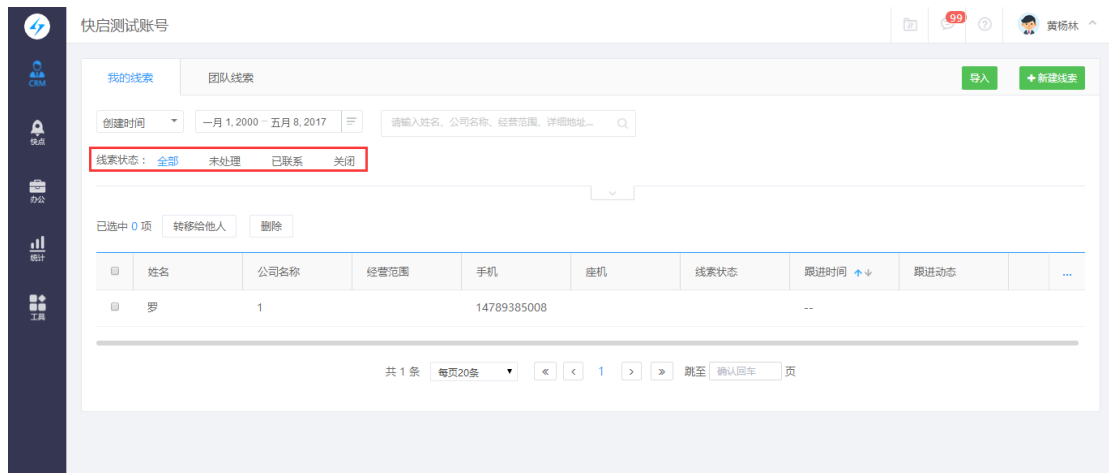 快启测试账号 99 黄杨林
CRM
快点
办公
统计
工具
我的线索 团队线索 导入 +新建线索
创建时间 一月 1, 2000 - 五月 8, 2017 请输入姓名、公司名称、经营范围、详细地址...
线索状态： 全部 未处理 已联系 关闭
已选中 0 项 转移给他人 删除
姓名 公司名称 经营范围 手机 座机 线索状态 跟进时间 跟进动态 ...
罗 1 14789385008 --
共 1 条 每页20条 « < 1 > » 跳至 确认回车 页